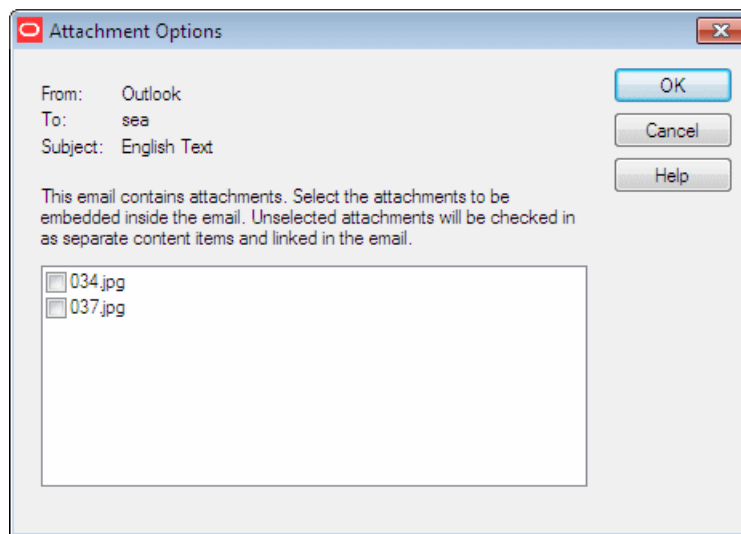 Attachment Options
From: Outlook
To: sea
Subject: English Text
OK
Cancel
Help
This email contains attachments. Select the attachments to be
embedded inside the email. Unselected attachments will be checked in
as separate content items and linked in the email.
034.jpg
037.jpg